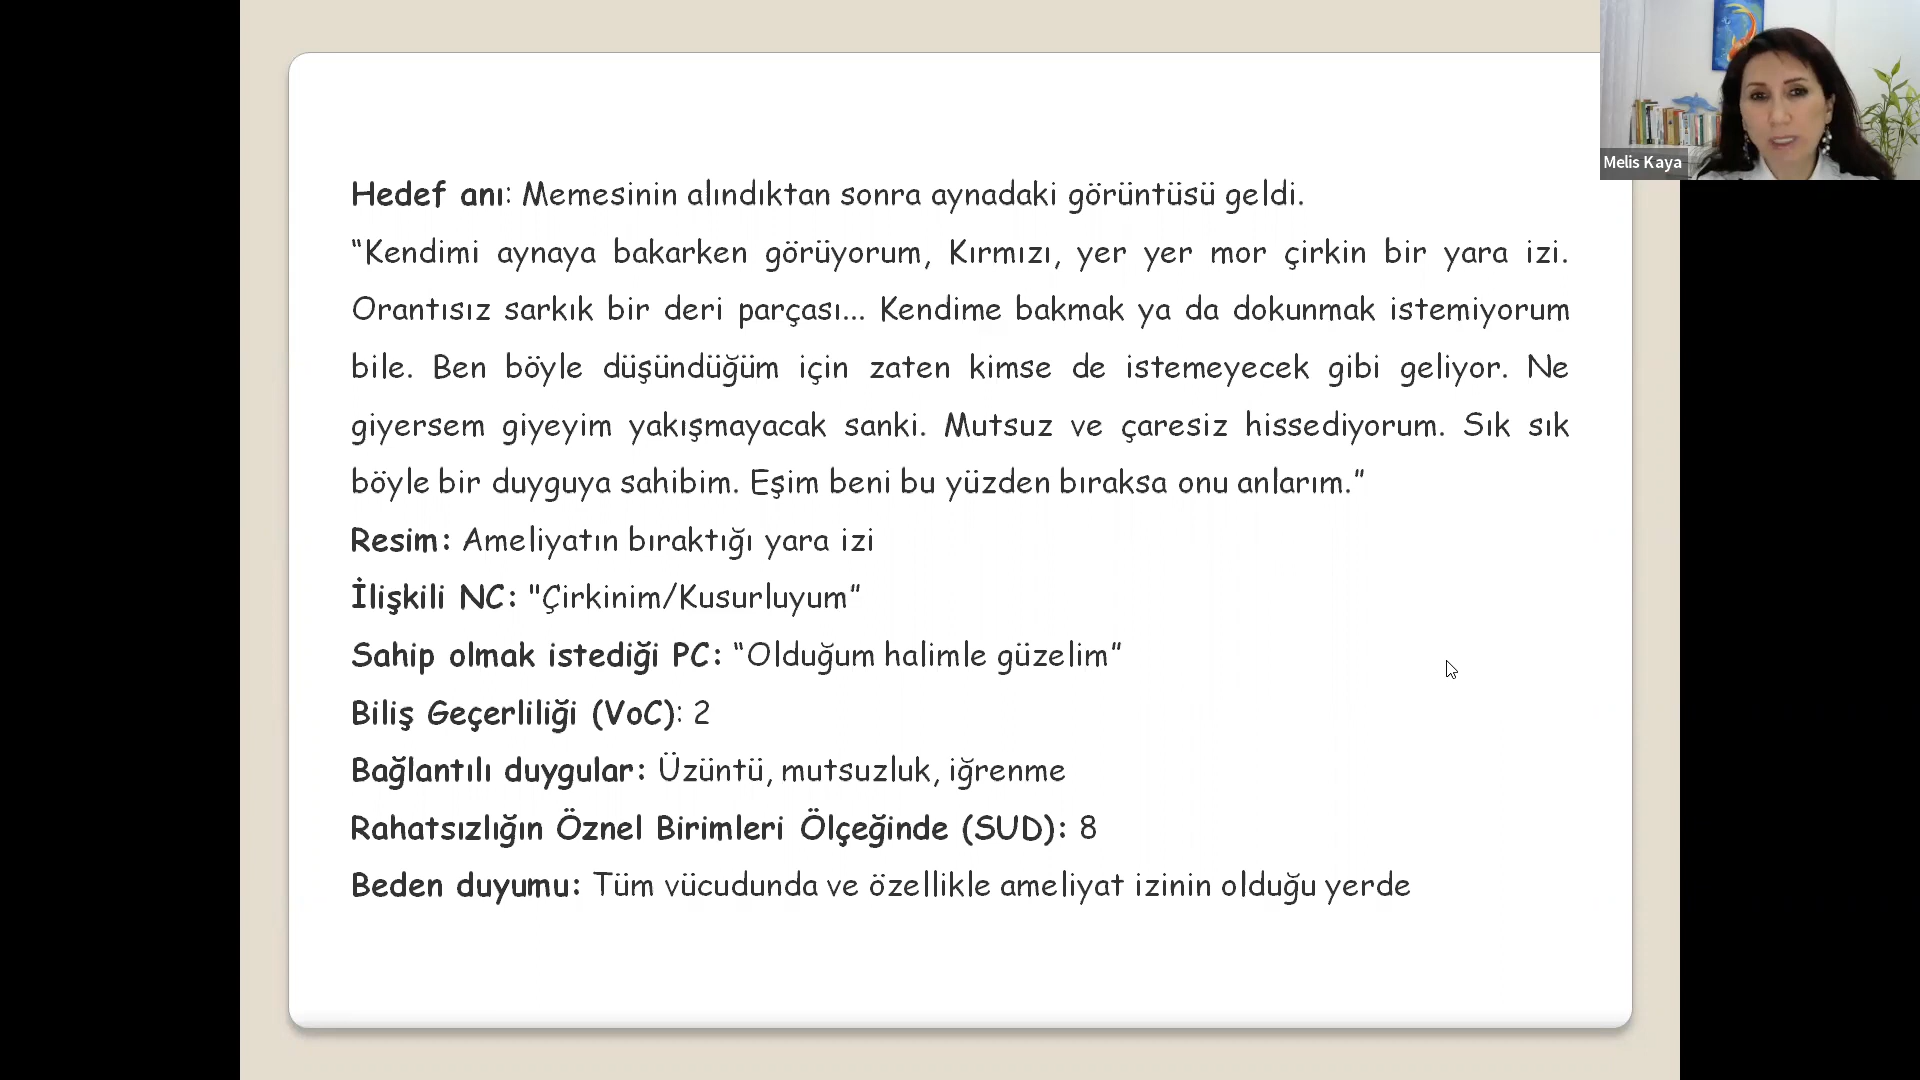 Melis Kaya
Hedef anı: Memesinin alındıktan sonra aynadaki görüntüsü geldi.
“Kendimi aynaya bakarken görüyorum, Kırmızı, yer yer mor çirkin bir yara izi.
Orantısız sarkık bir deri parçası... Kendime bakmak ya da dokunmak istemiyorum
bile. Ben böyle düşündüğüm için zaten kimse de istemeyecek gibi geliyor. Ne
giyersem giyeyim yakışmayacak sanki. Mutsuz ve çaresiz hissediyorum. Sık sık
böyle bir duyguya sahibim. Eşim beni bu yüzden bıraksa onu anlarım.”
Resim: Ameliyatın bıraktığı yara izi
İlişkili NC: "Çirkinim/Kusurluyum”
Sahip olmak istediği PC: “Olduğum halimle güzelim”
Biliş Geçerliliği (VoC): 2
Bağlantılı duygular: Üzüntü, mutsuzluk, iğrenme
Rahatsızlığın Öznel Birimleri Ölçeğinde (SUD): 8
Beden duyumu: Tüm vücudunda ve özellikle ameliyat izinin olduğu yerde